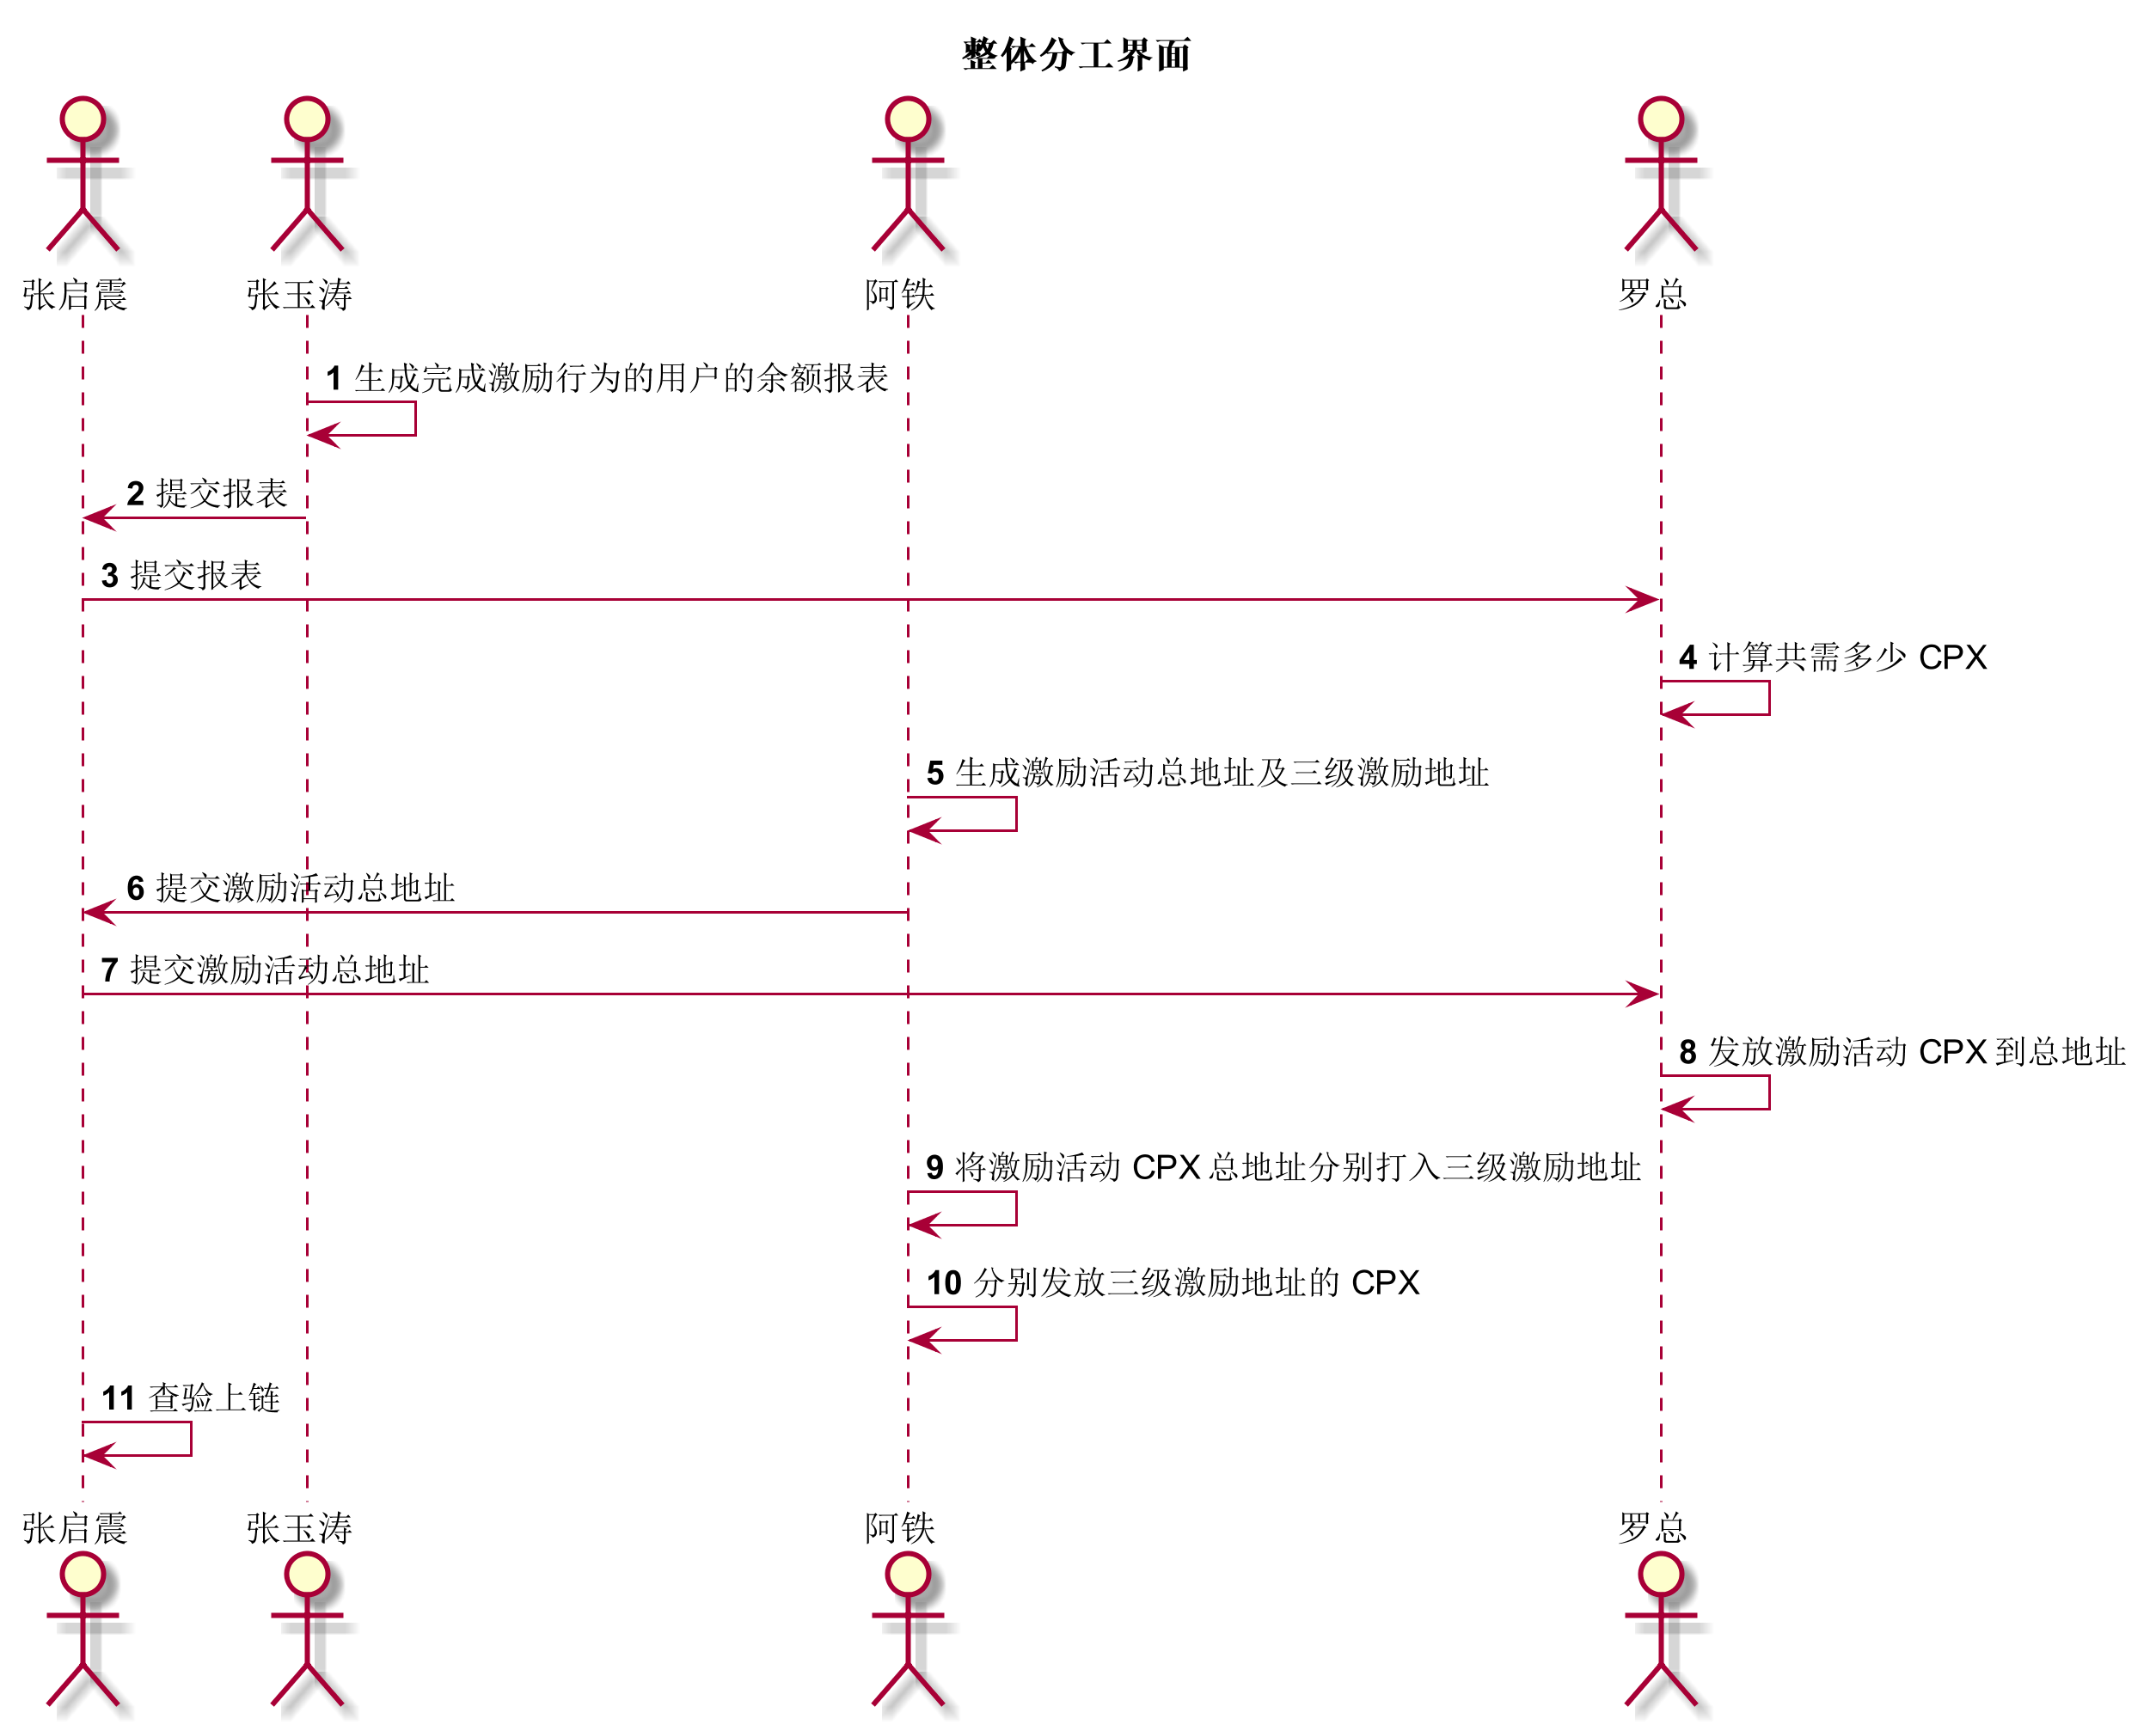 整体分工界面
张启震 张玉涛 阿铁 罗总
1 生成完成激励行为的用户的余额报表
2 提交报表
3 提交报表
4 计算共需多少 CPX
5 生成激励活动总地址及三级激励地址
6 提交激励活动总地址
7 提交激励活动总地址
8 发放激励活动 CPX 到总地址
9 将激励活动 CPX 总地址分别打入三级激励地址
10 分别发放三级激励地址的 CPX
11 查验上链
张启震 张玉涛 阿铁 罗总